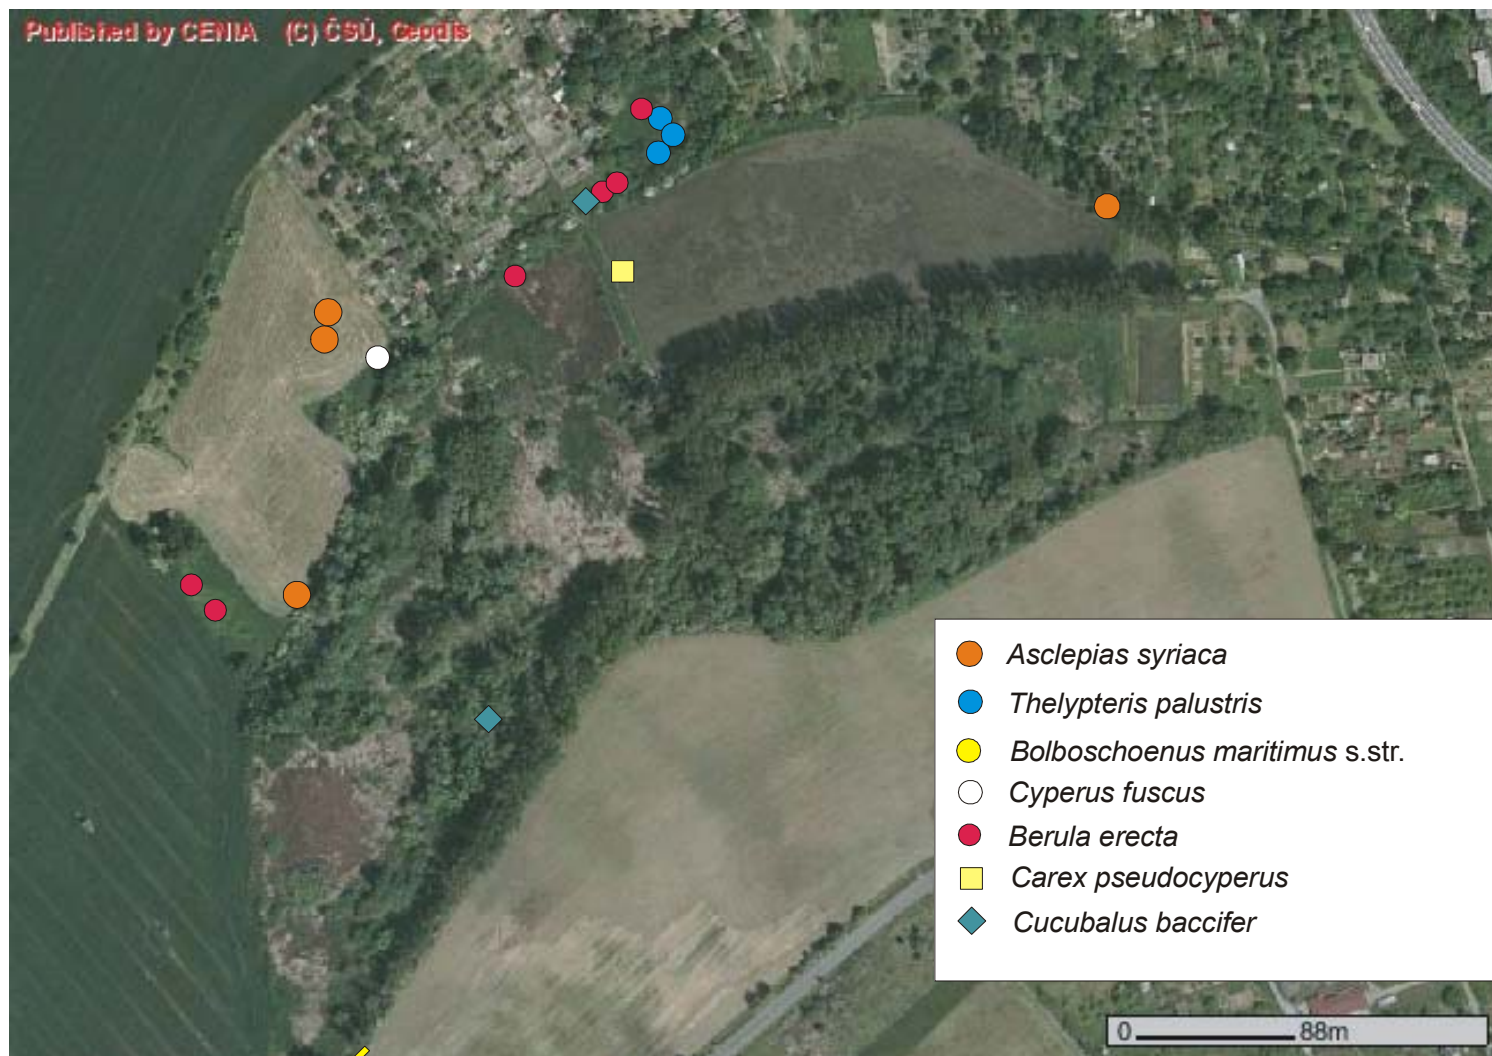 Published by CENIA (C) ČSÚ, Geodis
Asclepias syriaca
Thelypteris palustris
Bolboschoenus maritimus s.str.
Cyperus fuscus
Berula erecta
Carex pseudocyperus
Cucubalus baccifer
0 88m